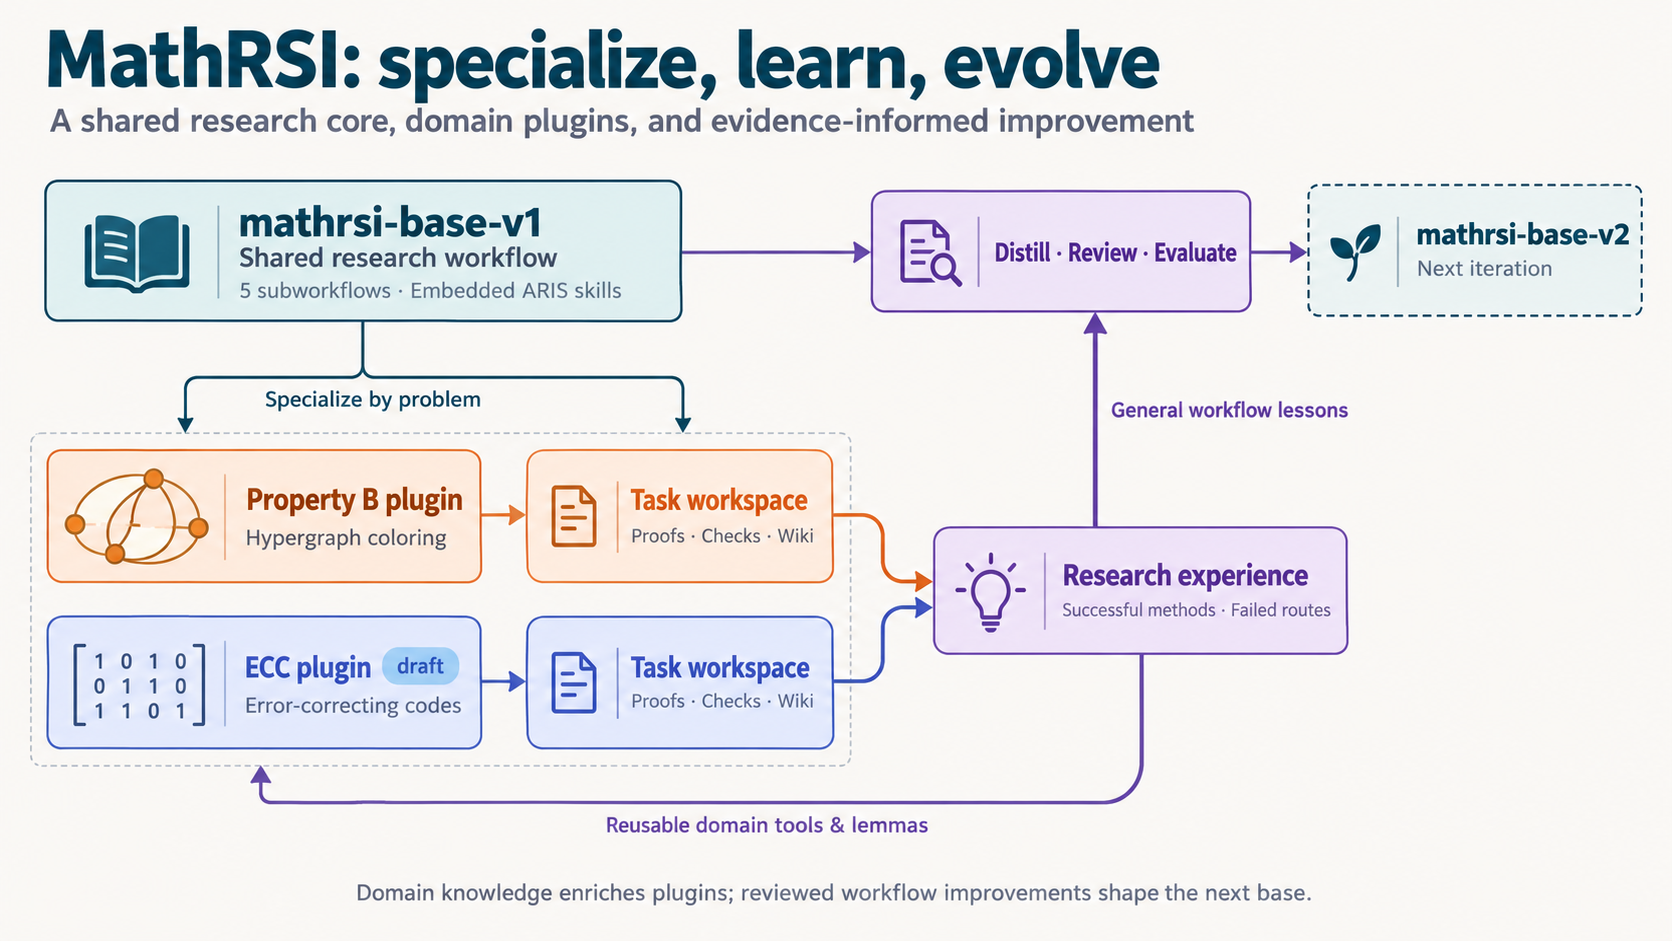 MathRSI: specialize, learn, evolve
A shared research core, domain plugins, and evidence-informed improvement
mathrsi-base-v1
Shared research workflow
5 subworkflows · Embedded ARIS skills
Distill · Review · Evaluate
mathrsi-base-v2
Next iteration
Specialize by problem
General workflow lessons
Property B plugin
Hypergraph coloring
Task workspace
Proofs · Checks · Wiki
Research experience
Successful methods · Failed routes
1 0 1 0
0 1 1 0
1 1 0 1
ECC plugin draft
Error-correcting codes
Task workspace
Proofs · Checks · Wiki
Reusable domain tools & lemmas
Domain knowledge enriches plugins; reviewed workflow improvements shape the next base.